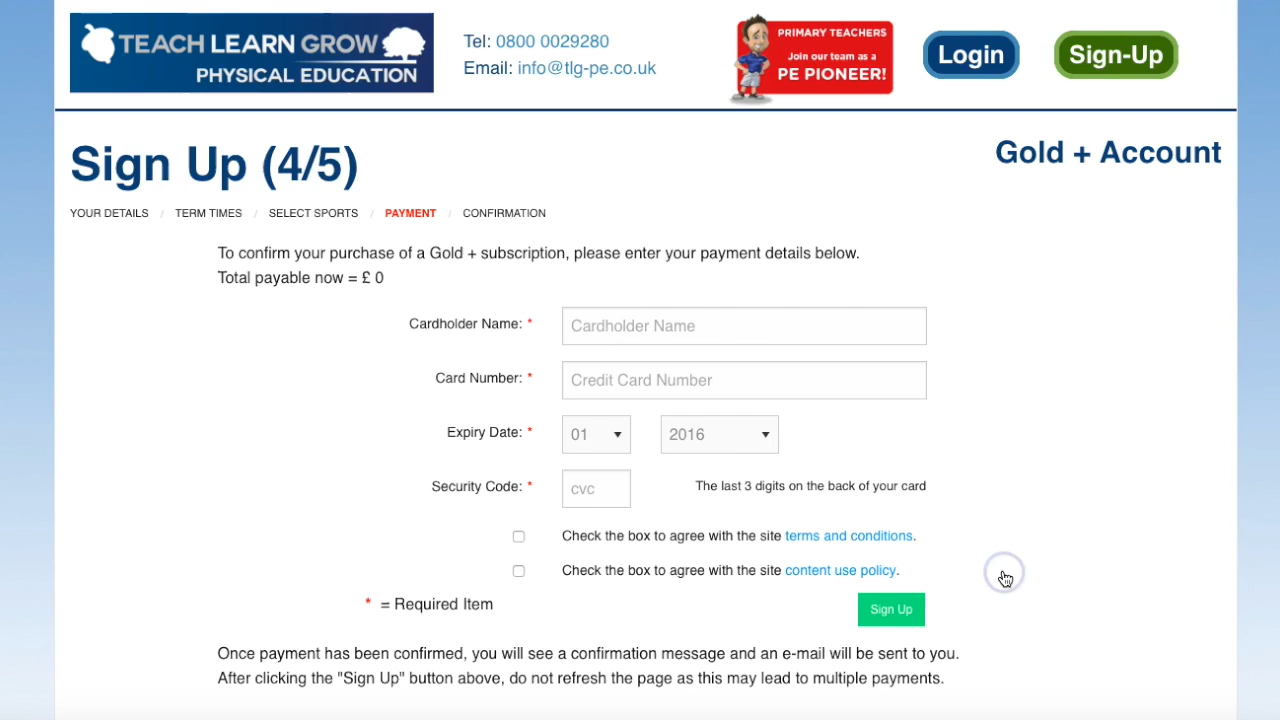 TEACH LEARN GROW
PHYSICAL EDUCATION
Tel: 0800 0029280
Email: info@tlg-pe.co.uk
PRIMARY TEACHERS
Join our team as a
PE PIONEER!
Login
Sign-Up
Sign Up (4/5)
Gold + Account
YOUR DETAILS / TERM TIMES / SELECT SPORTS / PAYMENT / CONFIRMATION
To confirm your purchase of a Gold + subscription, please enter your payment details below.
Total payable now = £ 0
Cardholder Name: * Cardholder Name
Card Number: * Credit Card Number
Expiry Date: * 01 2016
Security Code: * cvc The last 3 digits on the back of your card
Check the box to agree with the site terms and conditions.
Check the box to agree with the site content use policy.
* = Required Item
Sign Up
Once payment has been confirmed, you will see a confirmation message and an e-mail will be sent to you.
After clicking the "Sign Up" button above, do not refresh the page as this may lead to multiple payments.